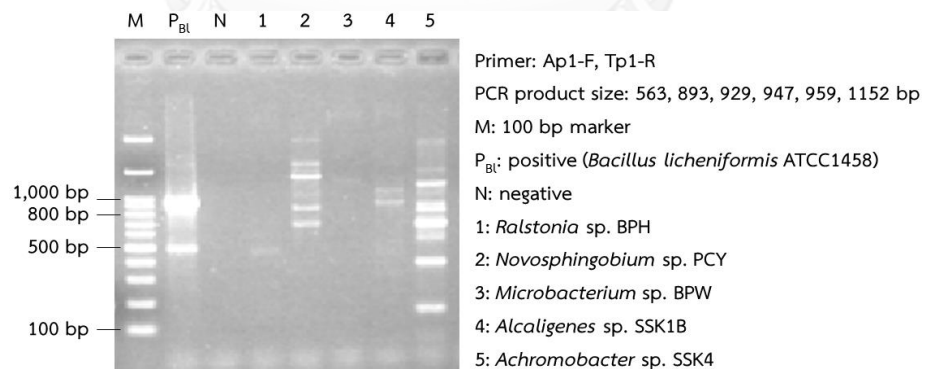 M P_Bl N 1 2 3 4 5
1,000 bp
800 bp
500 bp
100 bp
Primer: Ap1-F, Tp1-R
PCR product size: 563, 893, 929, 947, 959, 1152 bp
M: 100 bp marker
P_Bl: positive (Bacillus licheniformis ATCC1458)
N: negative
1: Ralstonia sp. BPH
2: Novosphingobium sp. PCY
3: Microbacterium sp. BPW
4: Alcaligenes sp. SSK1B
5: Achromobacter sp. SSK4